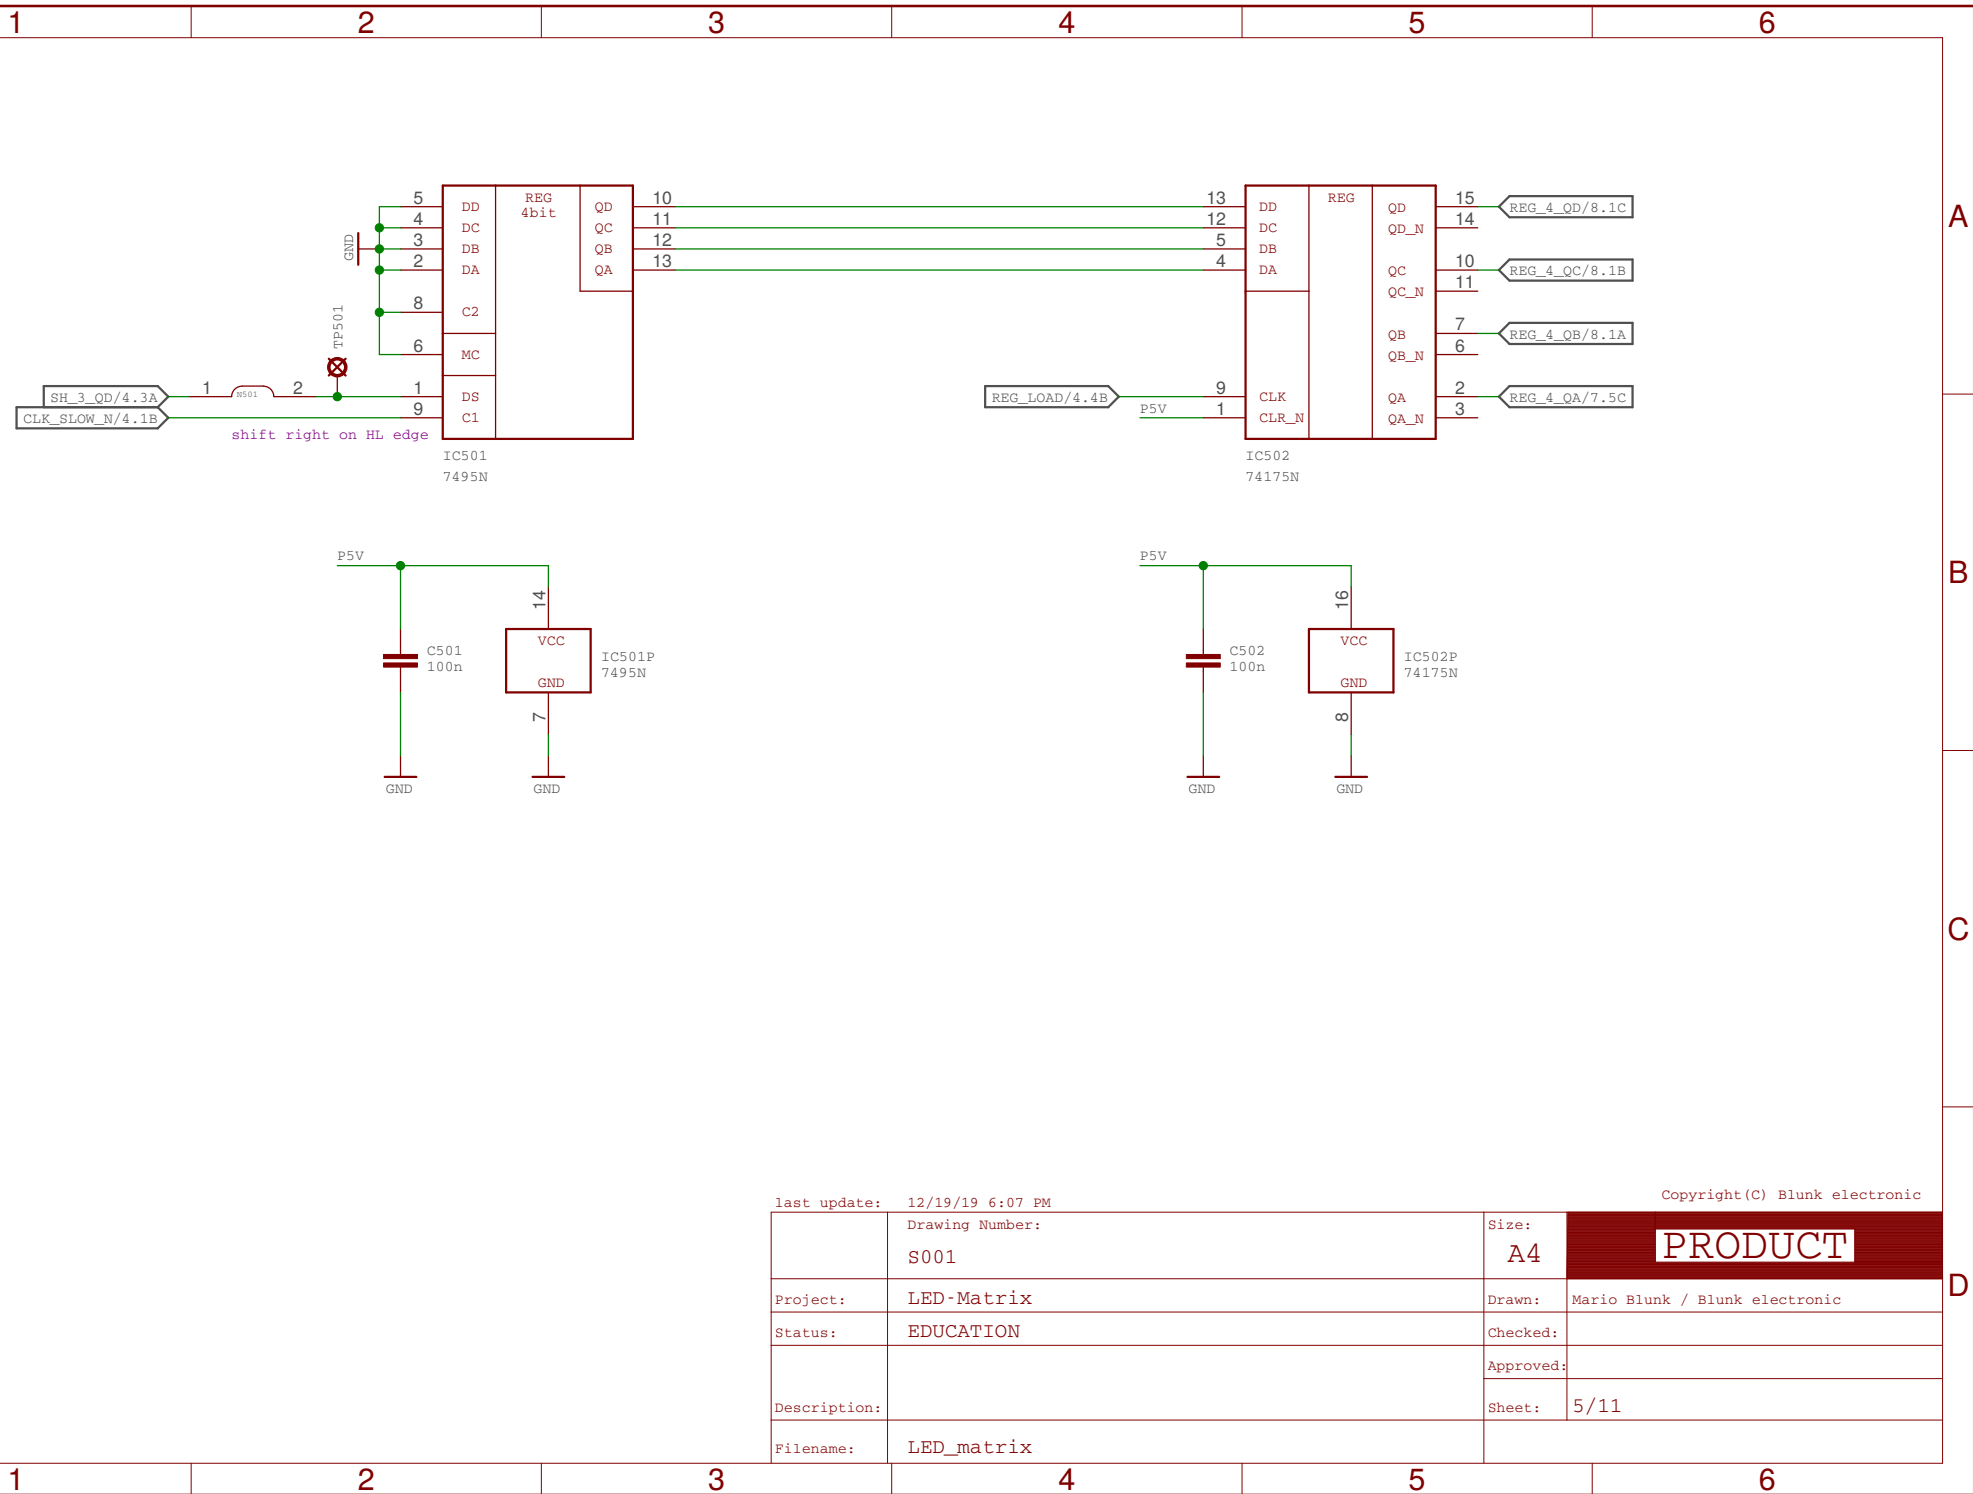 1 2 3 4 5 6
A
B
C
D
5 DD REG QD 10
4bit
4 DC QC 11
3 DB QB 12
2 DA QA 13
GND
8 C2
TP501
6 MC
SH_3_QD/4.3A 1 N501 2 1 DS
CLK_SLOW_N/4.1B 9 C1
shift right on HL edge
IC501
7495N
13 DD REG QD 15 REG_4_QD/8.1C
12 DC QD_N 14
5 DB
4 DA QC 10 REG_4_QC/8.1B
QC_N 11
QB 7 REG_4_QB/8.1A
QB_N 6
REG_LOAD/4.4B 9 CLK QA 2 REG_4_QA/7.5C
P5V 1 CLR_N QA_N 3
IC502
74175N
P5V
14
VCC
GND
7
C501
100n
IC501P
7495N
GND GND
P5V
16
VCC
GND
8
C502
100n
IC502P
74175N
GND GND
last update: 12/19/19 6:07 PM
Copyright(C) Blunk electronic
Drawing Number:
S001
Size:
A4
PRODUCT
Project: LED-Matrix
Drawn: Mario Blunk / Blunk electronic
Status: EDUCATION
Checked:
Approved:
Description:
Sheet: 5/11
Filename: LED_matrix
1 2 3 4 5 6